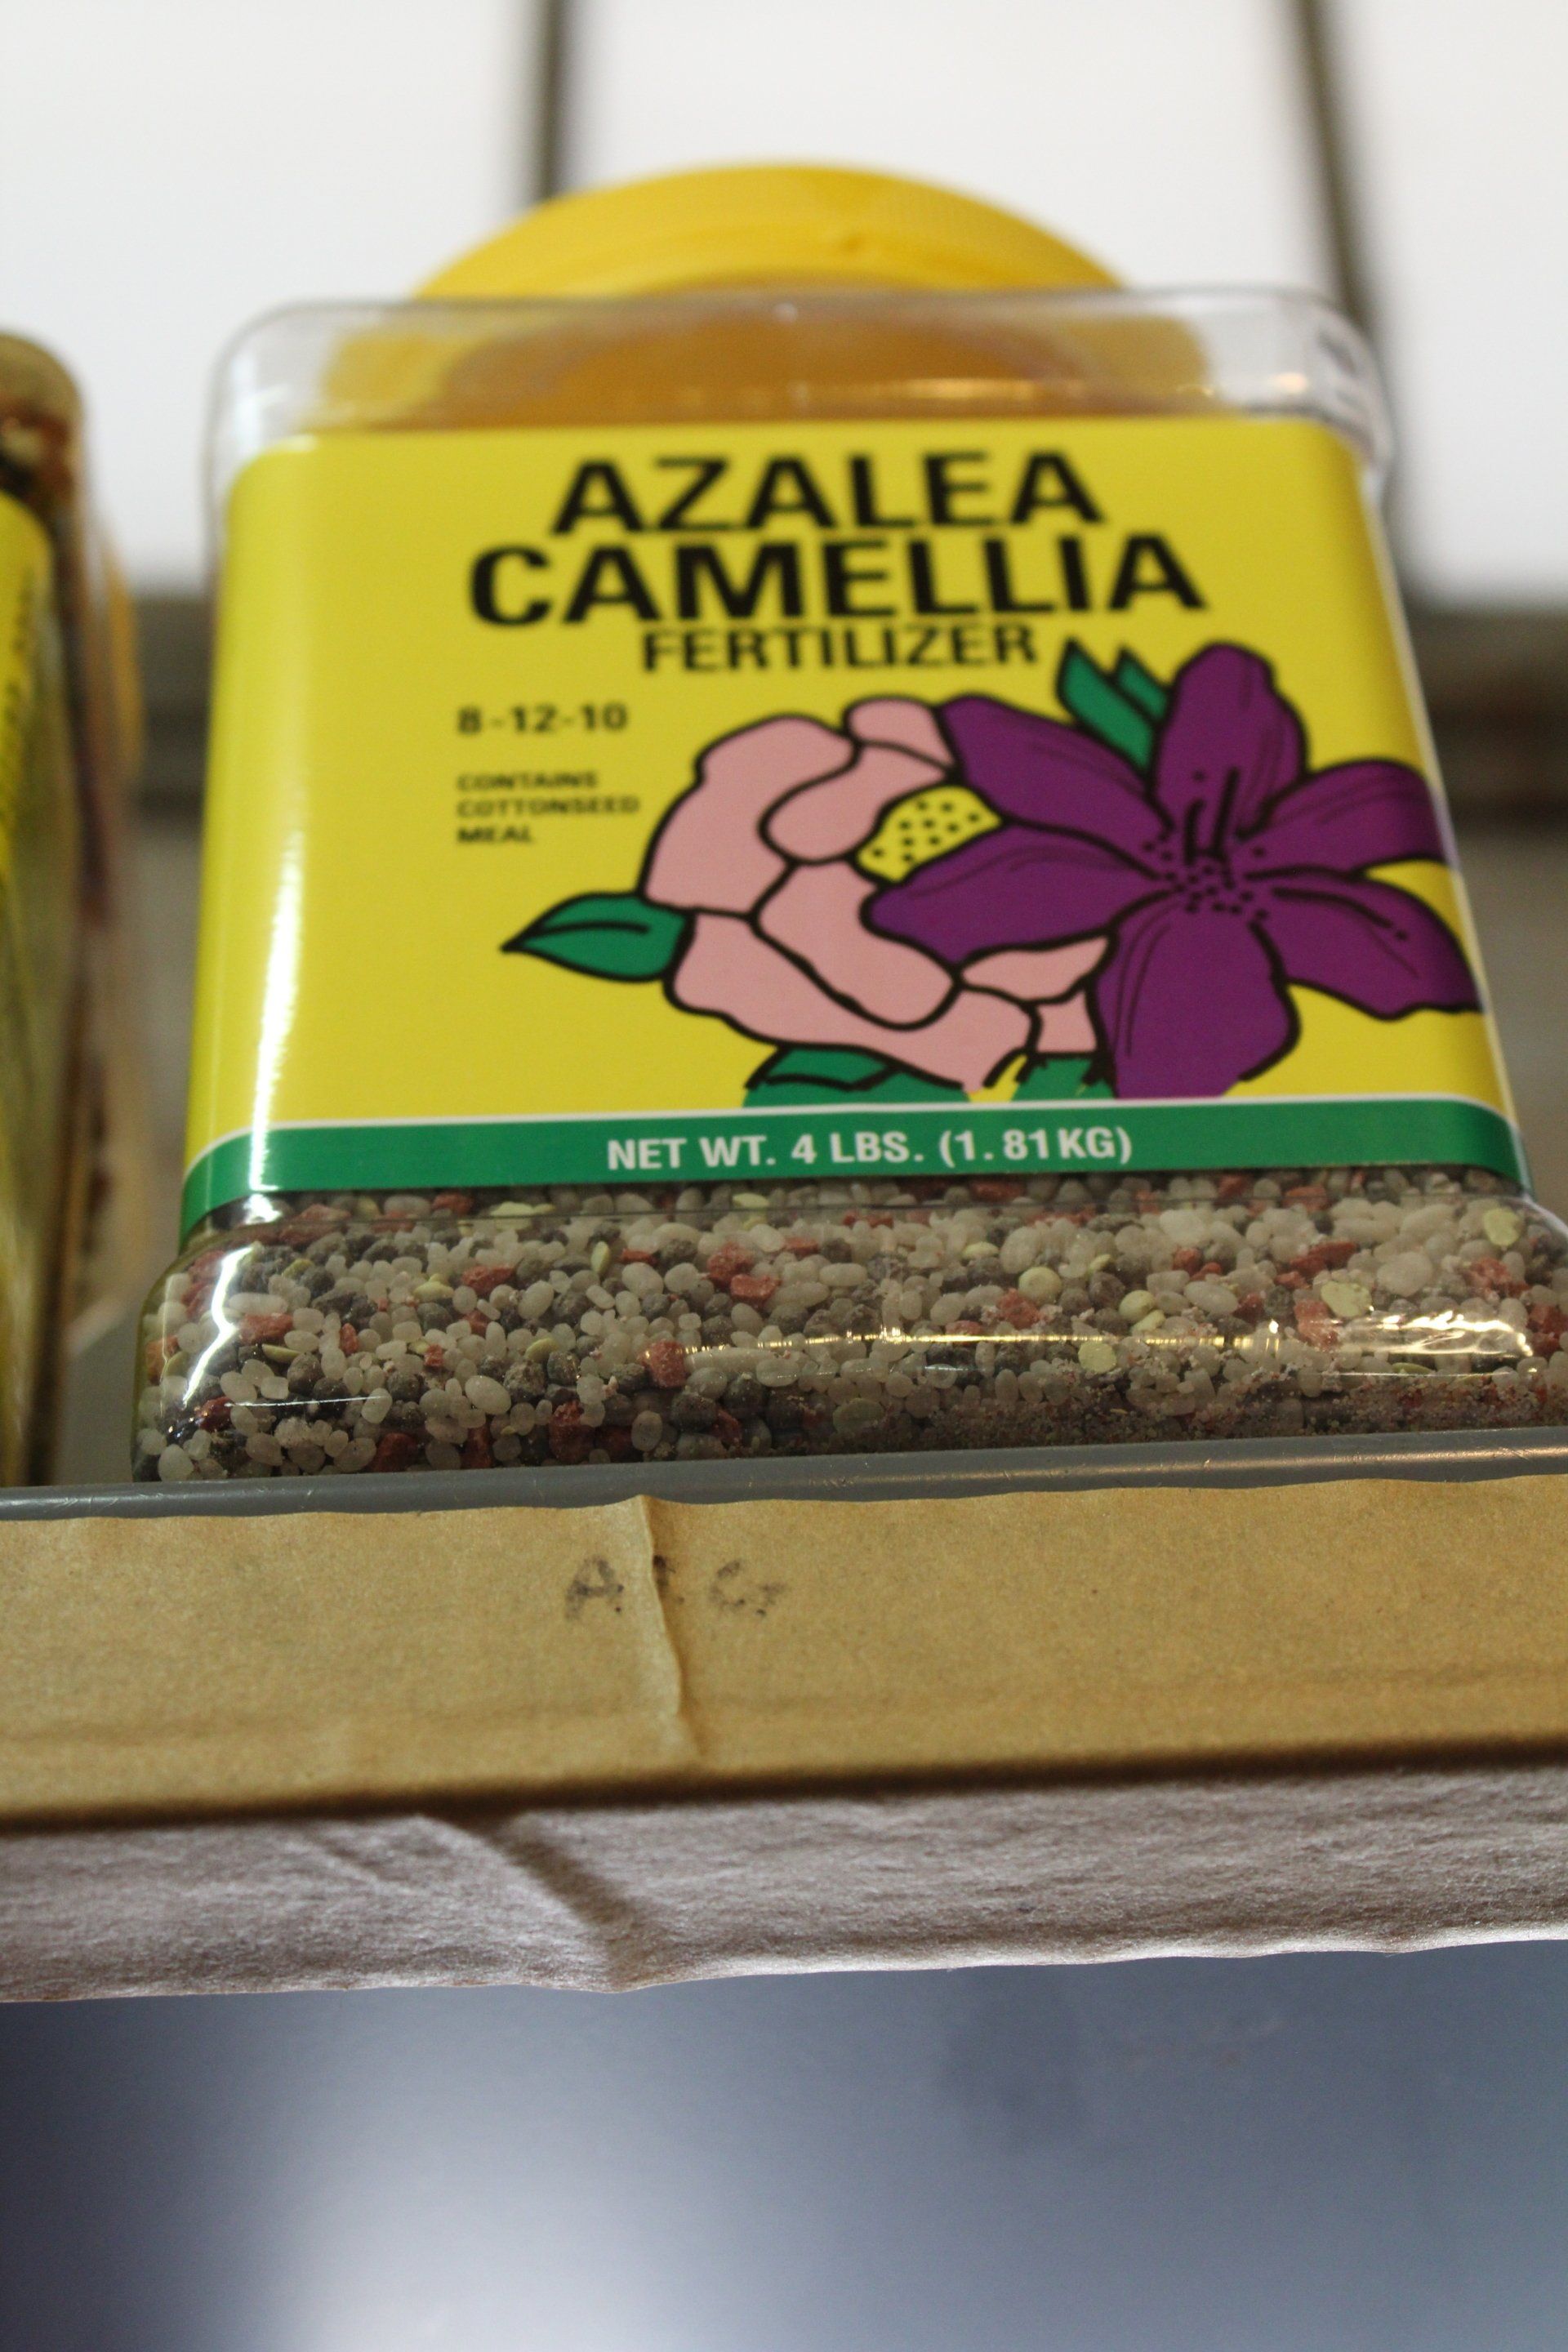 AZALEA
CAMELLIA
FERTILIZER
8-12-10
CONTAINS
COTTONSEED
MEAL
NET WT. 4 LBS. (1.81KG)